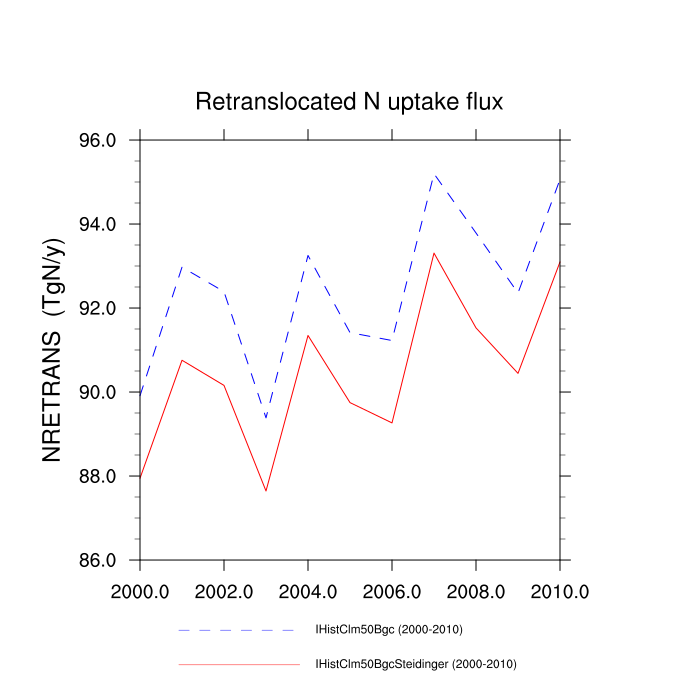 Retranslocated N uptake flux
96.0
94.0
92.0
90.0
88.0
86.0
NRETRANS (TgN/y)
2000.0 2002.0 2004.0 2006.0 2008.0 2010.0
IHistClm50Bgc (2000-2010)
IHistClm50BgcSteidinger (2000-2010)